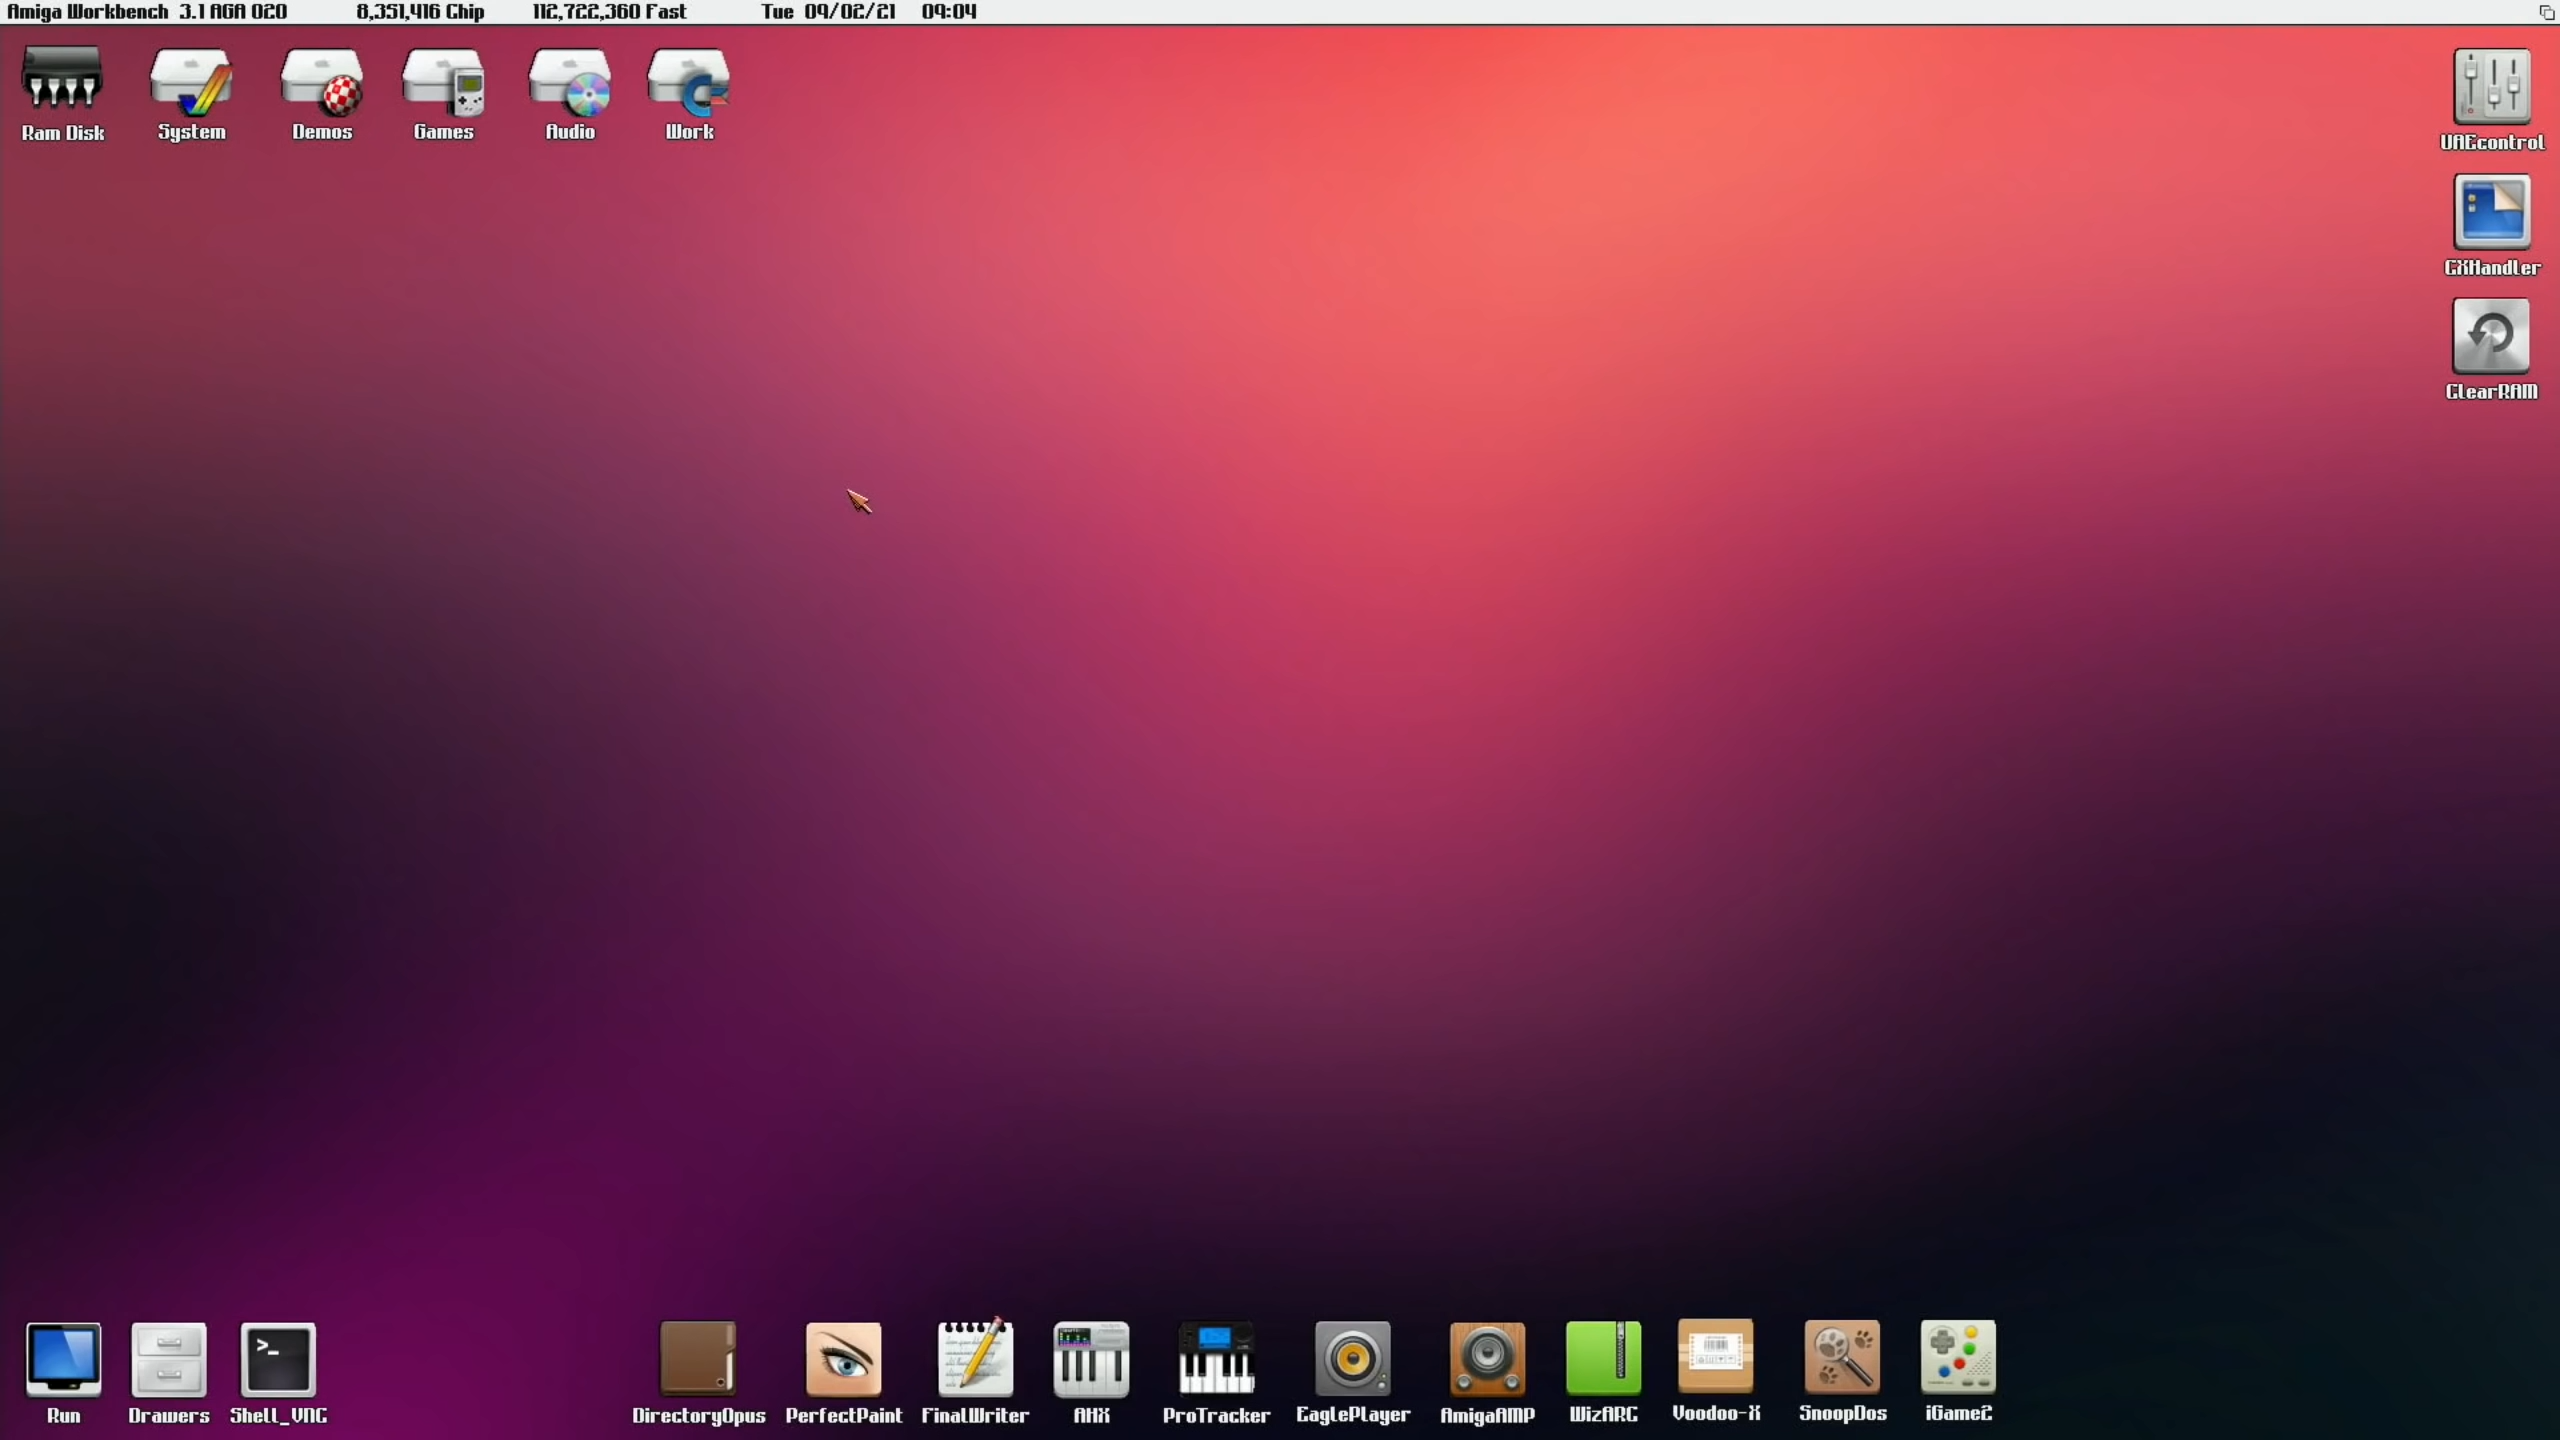 Amiga Workbench 3.1 AGA 020 8,351,416 Chip 112,722,360 Fast Tue 09/02/21 09:04
Ram Disk System Demos Games Audio Work
UAEcontrol
CXHandler
ClearRAM
>_
Run Drawers Shell_VNC DirectoryOpus PerfectPaint FinalWriter AHX ProTracker EaglePlayer AmigaAMP WizARC Voodoo-X SnoopDos iGame2